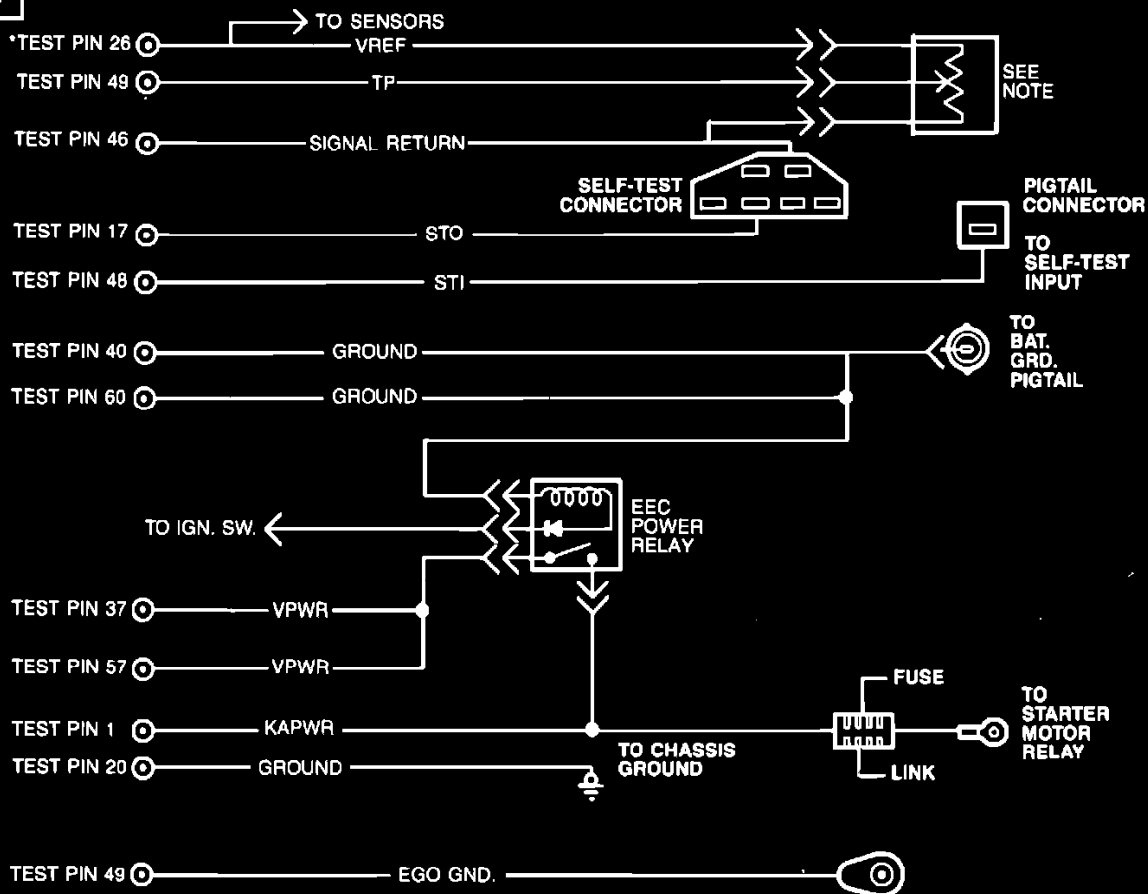 TO SENSORS
*TEST PIN 26 VREF
TEST PIN 49 TP
SEE
NOTE
TEST PIN 46 SIGNAL RETURN
SELF-TEST
CONNECTOR
PIGTAIL
CONNECTOR
TO
SELF-TEST
INPUT
TEST PIN 17 STO
TEST PIN 48 STI
TEST PIN 40 GROUND
TO
BAT.
GRD.
PIGTAIL
TEST PIN 60 GROUND
TO IGN. SW.
EEC
POWER
RELAY
TEST PIN 37 VPWR
TEST PIN 57 VPWR
FUSE
TEST PIN 1 KAPWR
TO
STARTER
MOTOR
RELAY
TO CHASSIS
GROUND
TEST PIN 20 GROUND
LINK
TEST PIN 49 EGO GND.